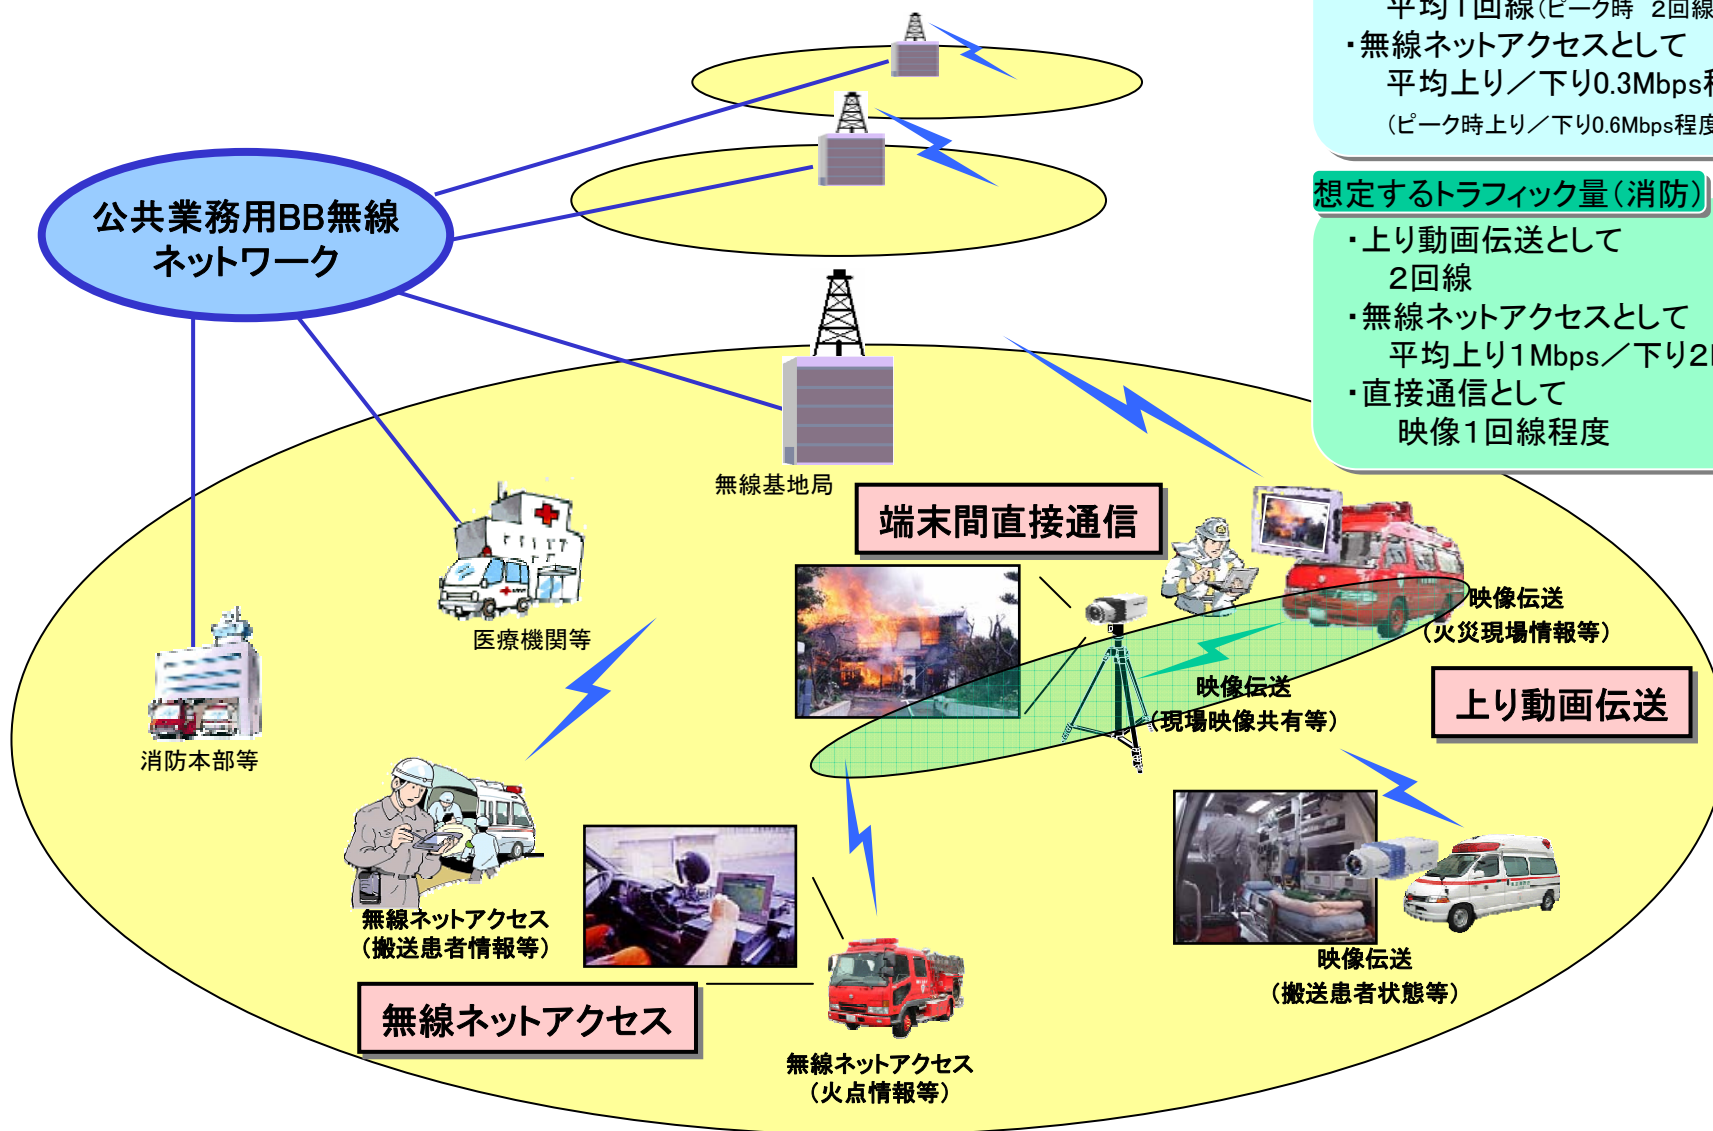 平均1回線(ピーク時 2回線
・無線ネットアクセスとして
平均上り／下り0.3Mbps
(ピーク時上り／下り0.6Mbps程度
想定するトラフィック量(消防)
・上り動画伝送として
2回線
・無線ネットアクセスとして
平均上り1Mbps／下り2
・直接通信として
映像1回線程度
公共業務用BB無線
ネットワーク
無線基地局
端末間直接通信
医療機関等
映像伝送
(火災現場情報等)
消防本部等
映像伝送
(現場映像共有等)
上り動画伝送
無線ネットアクセス
(搬送患者情報等)
映像伝送
(搬送患者状態等)
無線ネットアクセス
無線ネットアクセス
(火点情報等)